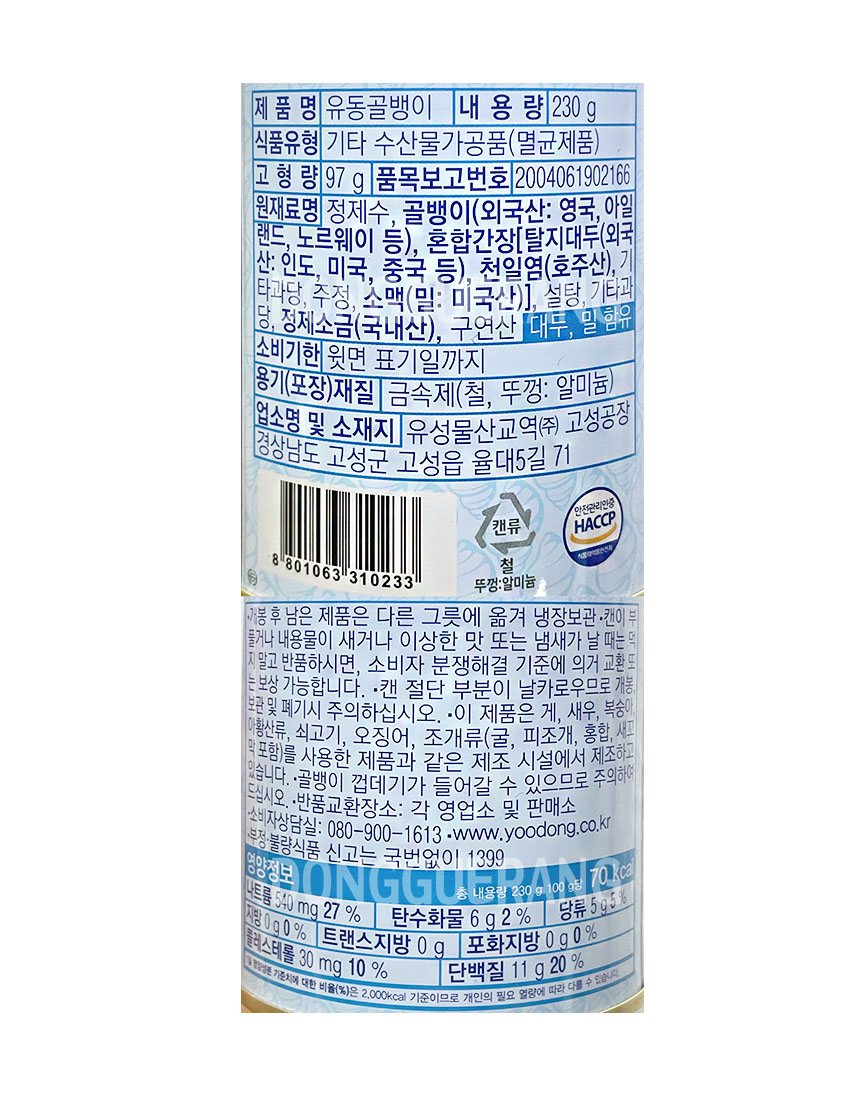 제 품 명 유동골뱅이 내 용 량 230 g
식품유형 기타 수산물가공품(멸균제품)
고 형 량 97 g 품목보고번호 2004061902166
원재료명 정제수, 골뱅이(외국산: 영국, 아일
랜드, 노르웨이 등), 혼합간장[탈지대두(외국
산: 인도, 미국, 중국 등), 천일염(호주산), 기
타과당, 주정, 소맥(밀: 미국산)], 설탕, 기타과
당, 정제소금(국내산), 구연산 대두, 밀 함유
소비기한 윗면 표기일까지
용기(포장)재질 금속제(철, 뚜껑: 알미늄)
업소명 및 소재지 유성물산교역㈜ 고성공장
경상남도 고성군 고성읍 율대5길 71
8 801063 310233
캔류
철
뚜껑:알미늄
안전관리인증
HACCP
식품의약품안전처
•개봉 후 남은 제품은 다른 그릇에 옮겨 냉장보관 •캔이 부
풀거나 내용물이 새거나 이상한 맛 또는 냄새가 날 때는 먹
지 말고 반품하시면, 소비자 분쟁해결 기준에 의거 교환 또
는 보상 가능합니다. •캔 절단 부분이 날카로우므로 개봉,
보관 및 폐기시 주의하십시오. •이 제품은 게, 새우, 복숭아,
아황산류, 쇠고기, 오징어, 조개류(굴, 피조개, 홍합, 새꼬
막 포함)를 사용한 제품과 같은 제조 시설에서 제조하고
있습니다. •골뱅이 껍데기가 들어갈 수 있으므로 주의하여
드십시오. •반품교환장소: 각 영업소 및 판매소
•소비자상담실: 080-900-1613 •www.yoodong.co.kr
•부정·불량식품 신고는 국번없이 1399
DONGGUERANG
영양정보 총 내용량 230 g 100 g당 70 kcal
나트륨 540 mg 27 % 탄수화물 6 g 2 % 당류 5 g 5 %
지방 0 g 0 % 트랜스지방 0 g 포화지방 0 g 0 %
콜레스테롤 30 mg 10 % 단백질 11 g 20 %
1일 영양성분 기준치에 대한 비율(%)은 2,000kcal 기준이므로 개인의 필요 열량에 따라 다를 수 있습니다.